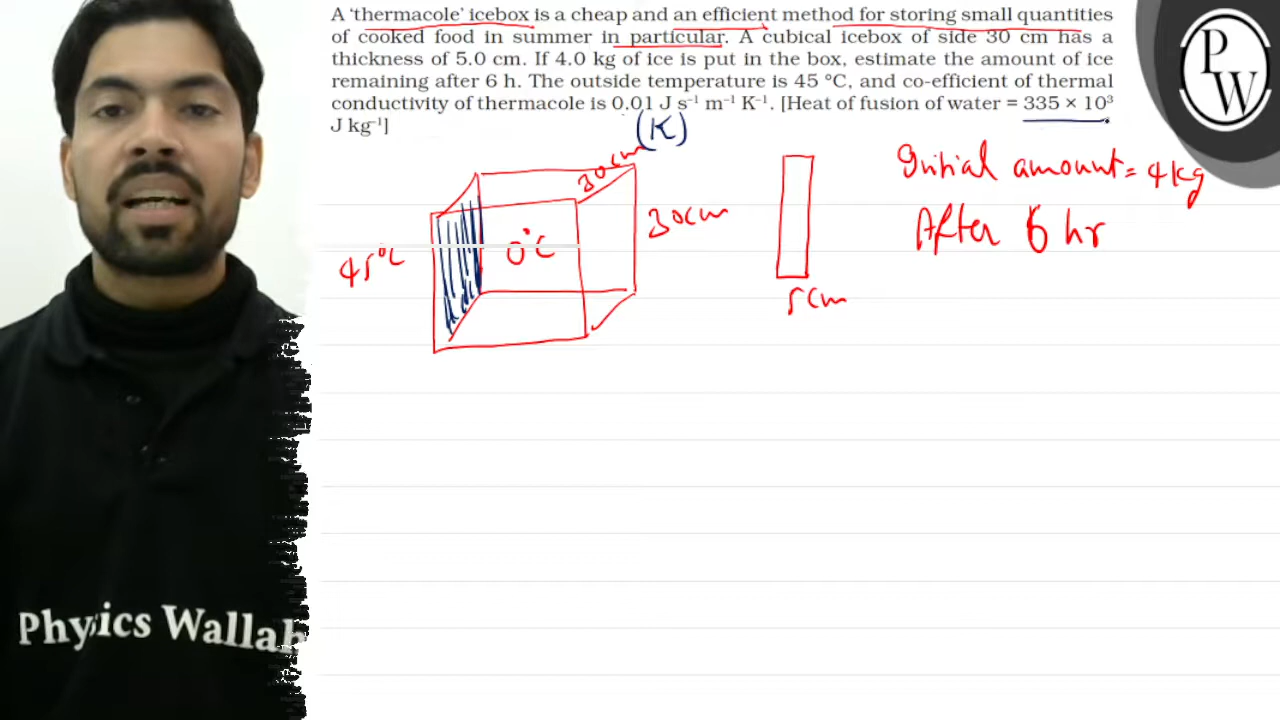 A ‘thermacole’ icebox is a cheap and an efficient method for storing small quantities
of cooked food in summer in particular. A cubical icebox of side 30 cm has a
thickness of 5.0 cm. If 4.0 kg of ice is put in the box, estimate the amount of ice
remaining after 6 h. The outside temperature is 45 °C, and co-efficient of thermal
conductivity of thermacole is 0.01 J s⁻¹ m⁻¹ K⁻¹. [Heat of fusion of water = 335 × 10³
J kg⁻¹]
(K)
PW
30cm
Initial amount = 4kg
30cm
After 6 hr
45°C
0°C
5cm
Physics Wallah